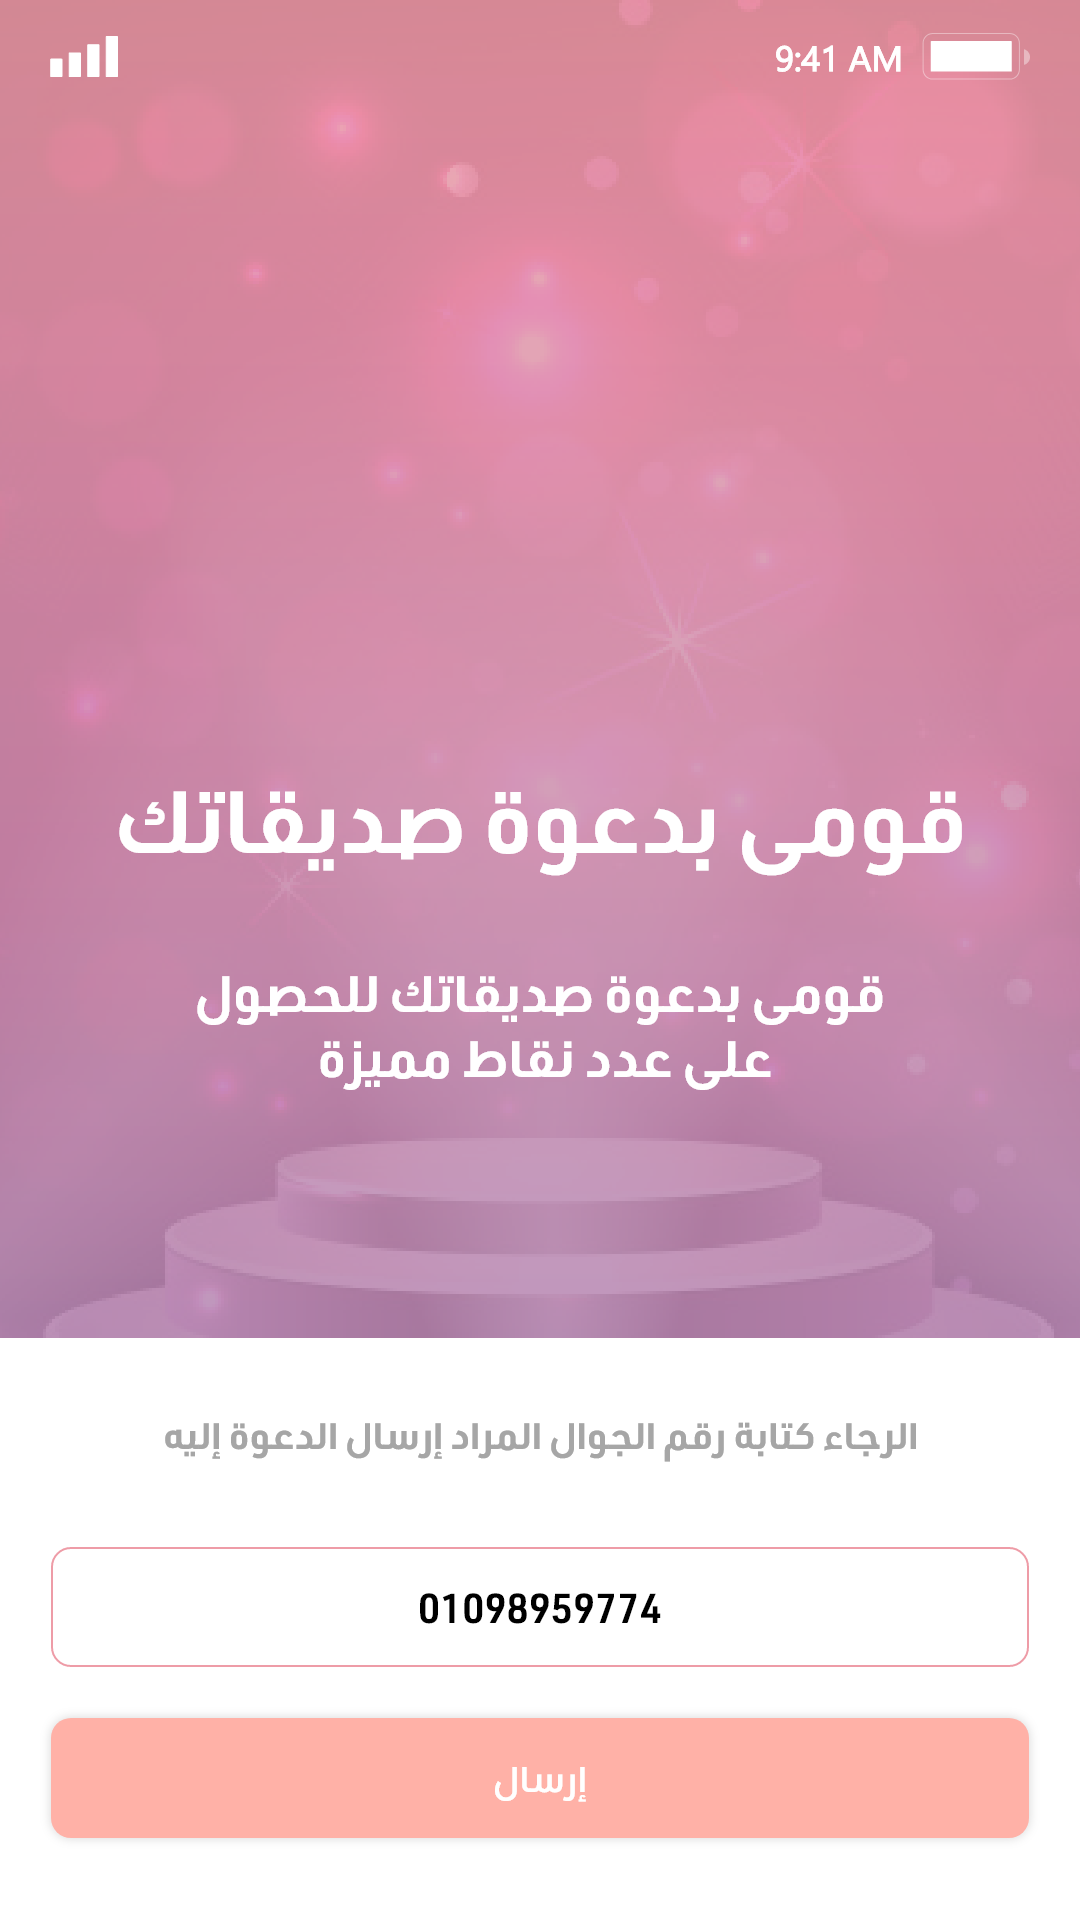 9:41 AM
قومى بدعوة صديقاتك
قومى بدعوة صديقاتك للحصول
على عدد نقاط مميزة
الرجاء كتابة رقم الجوال المراد إرسال الدعوة إليه
01098959774
إرسال